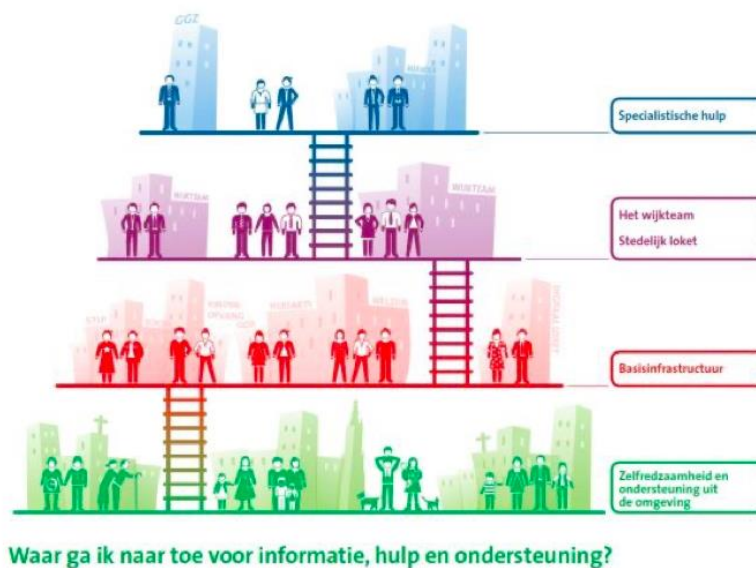 GGZ
Specialistische hulp
WIJKTEAM
WIJKTEAM
Het wijkteam
Stedelijk loket
WELZIJN
Basisinfrastructuur
Zelfredzaamheid en
ondersteuning uit
de omgeving
Waar ga ik naar toe voor informatie, hulp en ondersteuning?